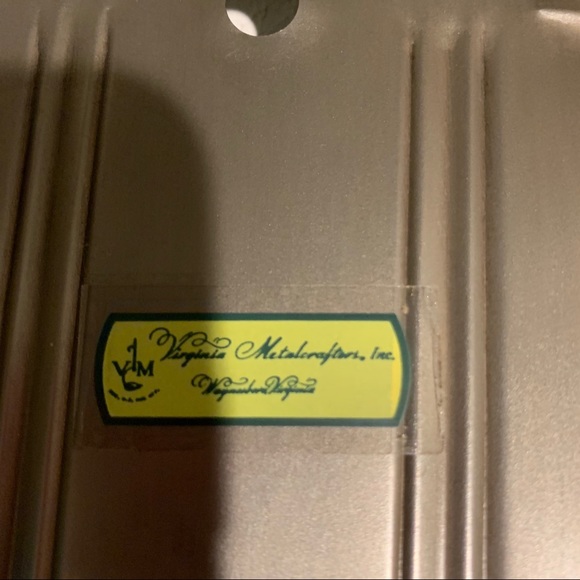 Virginia Metalcrafters, Inc.
VM
Waynesboro, Virginia